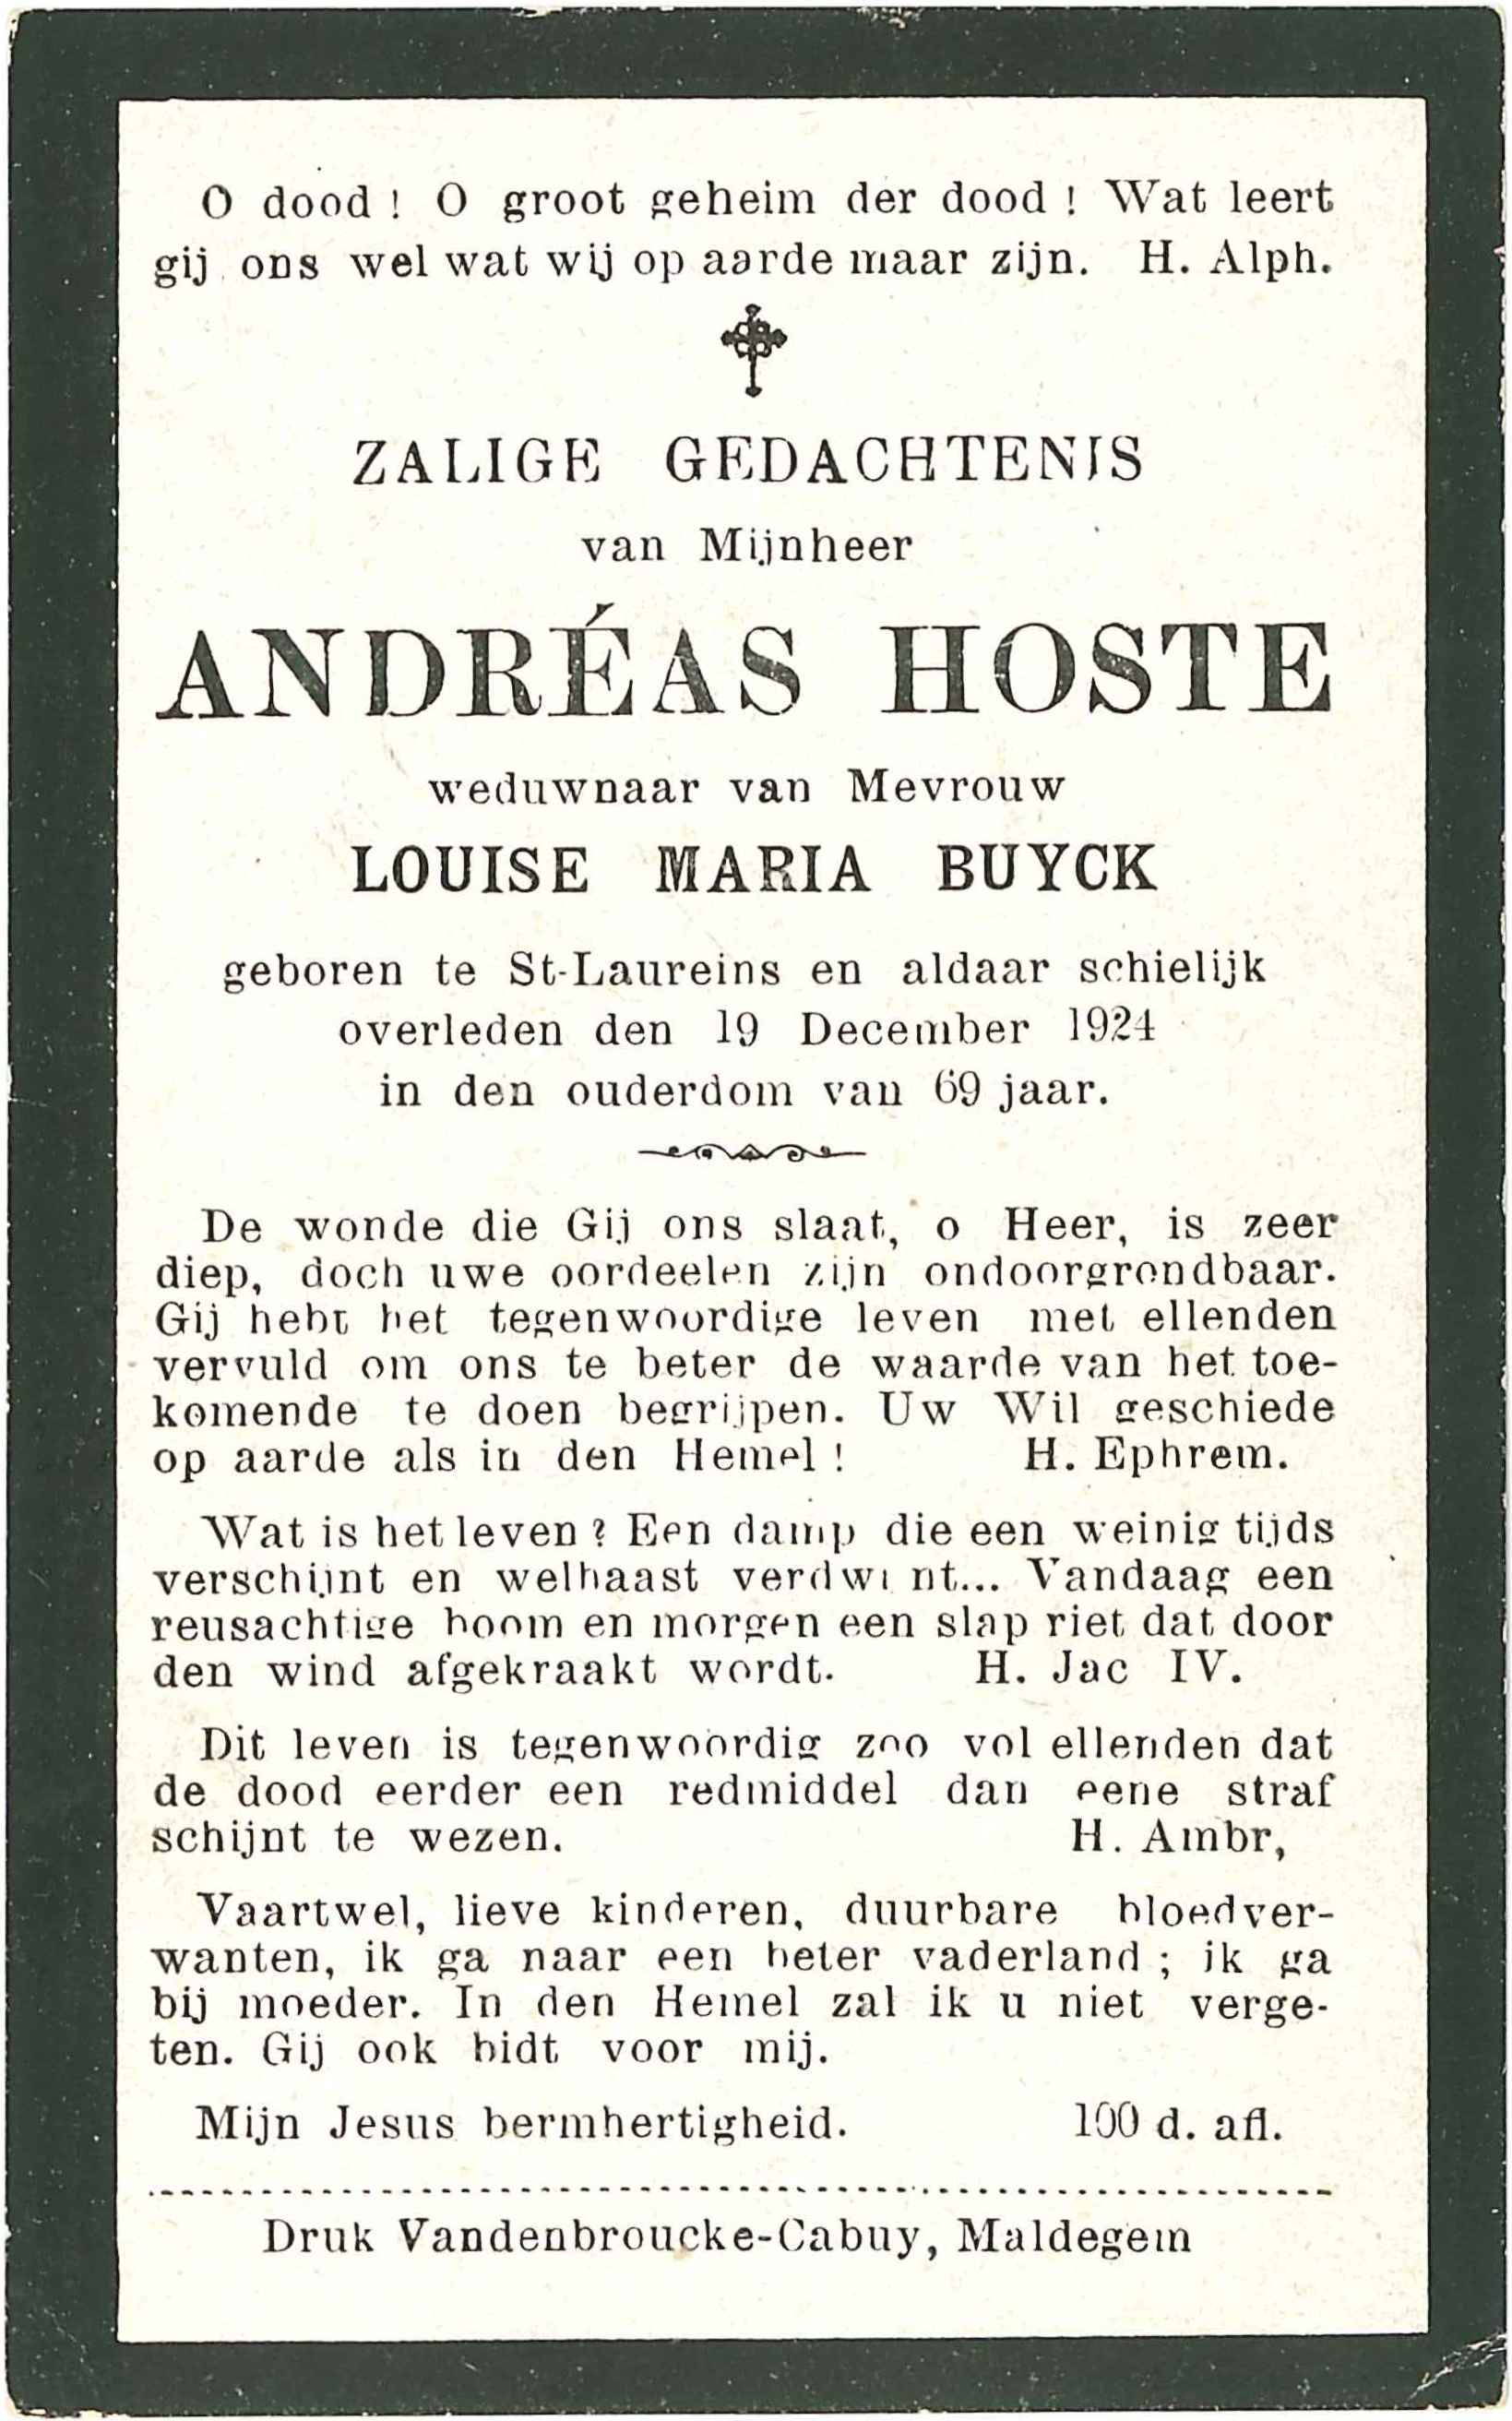 O dood ! O groot geheim der dood ! Wat leert
gij ons wel wat wij op aarde maar zijn. H. Alph.
ZALIGE GEDACHTENIS
van Mijnheer
ANDRÉAS HOSTE
weduwnaar van Mevrouw
LOUISE MARIA BUYCK
geboren te St-Laureins en aldaar schielijk
overleden den 19 December 1924
in den ouderdom van 69 jaar.
De wonde die Gij ons slaat, o Heer, is zeer
diep, doch uwe oordeelen zijn ondoorgrondbaar.
Gij hebt het tegenwoordige leven met ellenden
vervuld om ons te beter de waarde van het toe-
komende te doen begrijpen. Uw Wil geschiede
op aarde als in den Hemel ! H. Ephrem.
Wat is het leven ? Een damp die een weinig tijds
verschijnt en welhaast verdwijnt... Vandaag een
reusachtige boom en morgen een slap riet dat door
den wind afgekraakt wordt. H. Jac IV.
Dit leven is tegenwoordig zoo vol ellenden dat
de dood eerder een redmiddel dan eene straf
schijnt te wezen. H. Ambr,
Vaartwel, lieve kinderen, duurbare bloedver-
wanten, ik ga naar een beter vaderland ; ik ga
bij moeder. In den Hemel zal ik u niet verge-
ten. Gij ook bidt voor mij.
Mijn Jesus bermhertigheid. 100 d. afl.
Druk Vandenbroucke-Cabuy, Maldegem